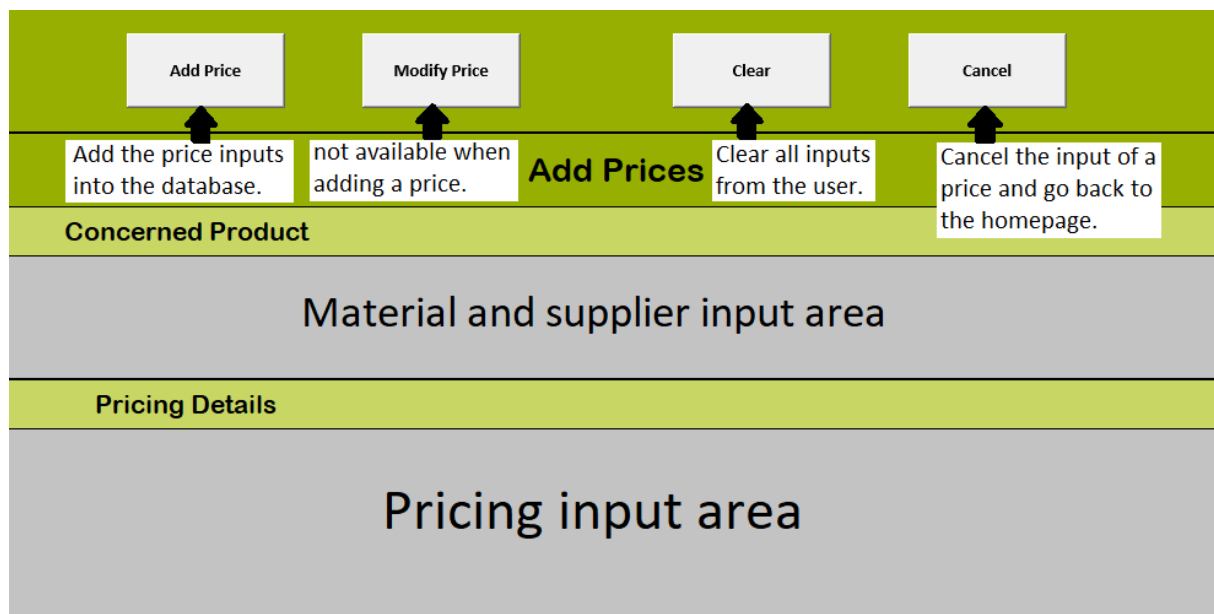 Add Price
Modify Price
Clear
Cancel
Add the price inputs
into the database.
not available when
adding a price.
Add Prices
Clear all inputs
from the user.
Cancel the input of a
price and go back to
the homepage.
Concerned Product
Material and supplier input area
Pricing Details
Pricing input area